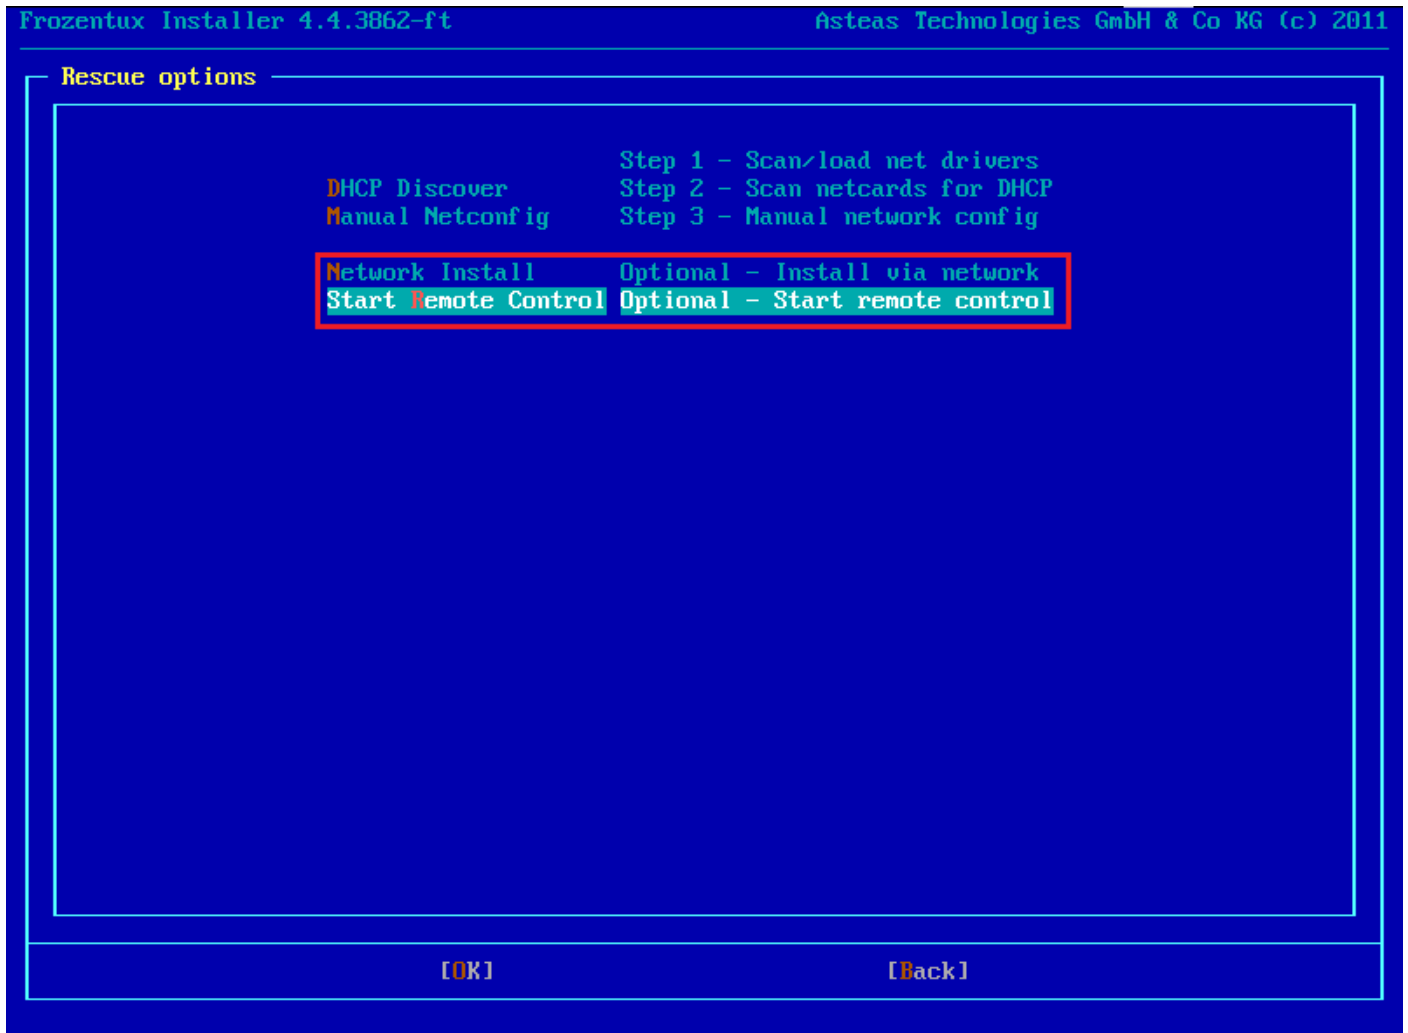 Frozentux Installer 4.4.3862-ft Asteas Technologies GmbH & Co KG (c) 2011
Rescue options
Step 1 - Scan/load net drivers
DHCP Discover Step 2 - Scan netcards for DHCP
Manual Netconfig Step 3 - Manual network config
Network Install Optional - Install via network
Start Remote Control Optional - Start remote control
[OK] [Back]